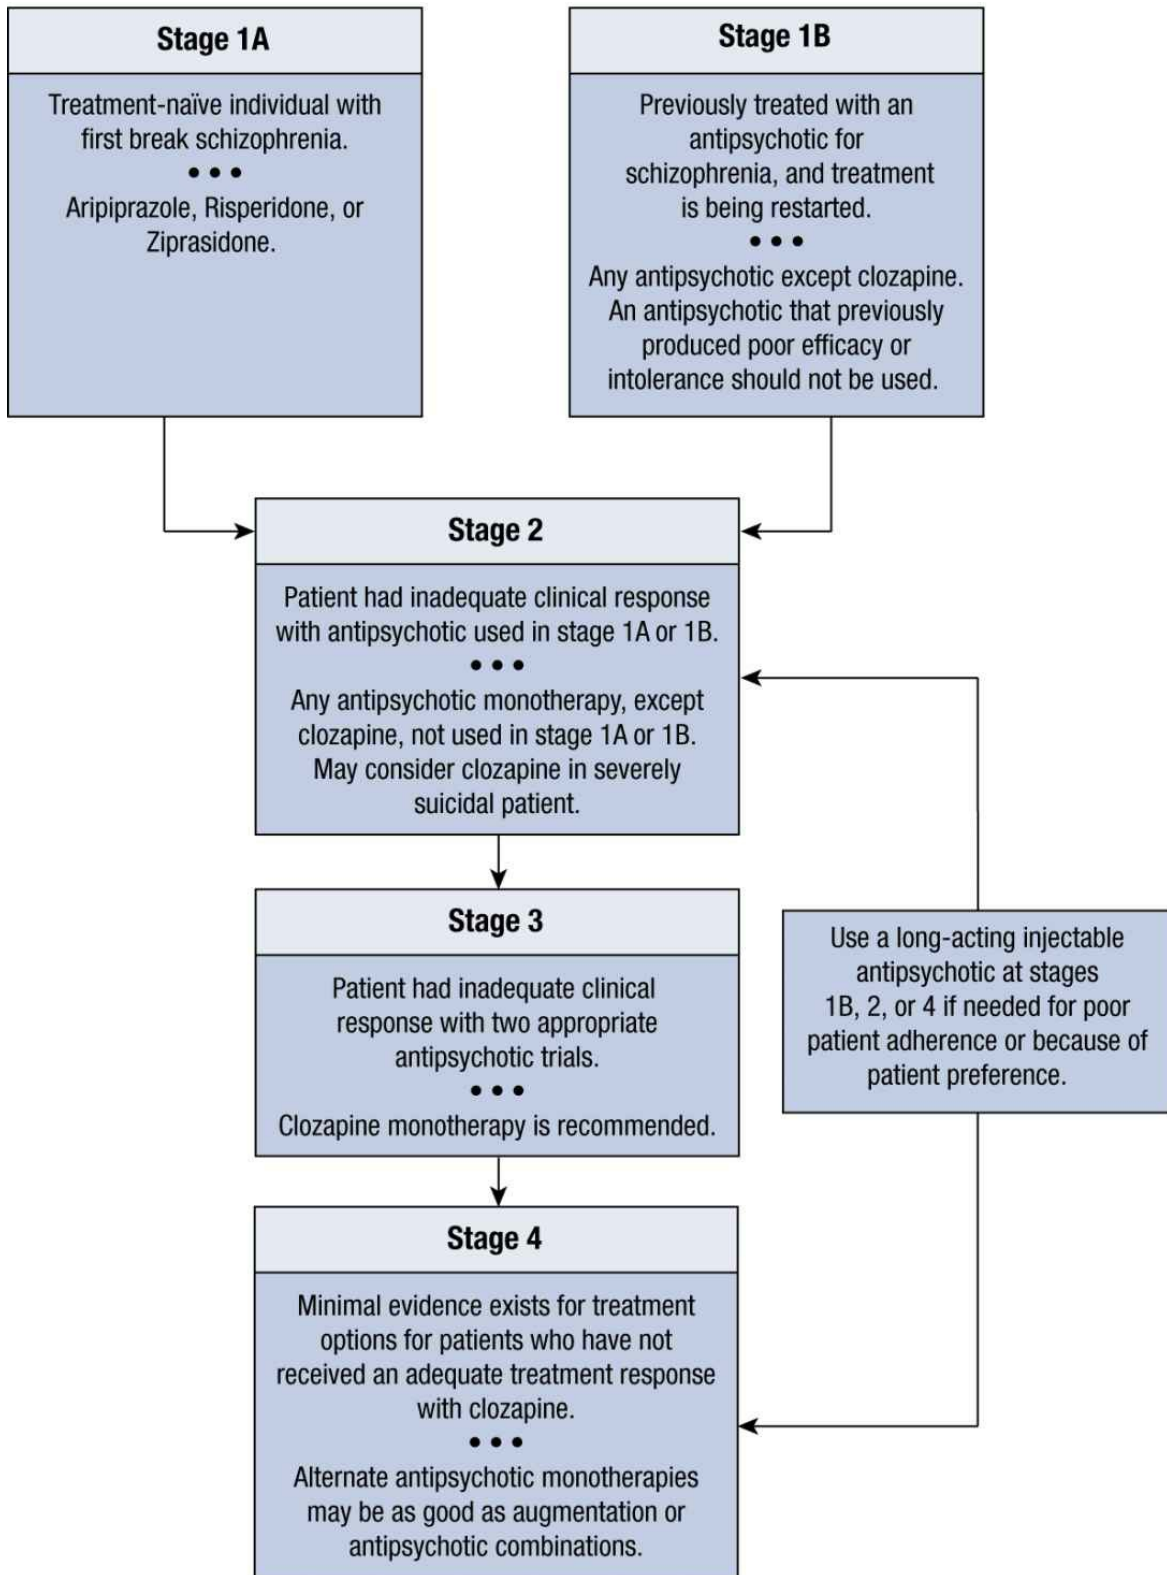 Stage 1A
Treatment-naïve individual with
first break schizophrenia.
• • •
Aripiprazole, Risperidone, or
Ziprasidone.
Stage 1B
Previously treated with an
antipsychotic for
schizophrenia, and treatment
is being restarted.
• • •
Any antipsychotic except clozapine.
An antipsychotic that previously
produced poor efficacy or
intolerance should not be used.
Stage 2
Patient had inadequate clinical response
with antipsychotic used in stage 1A or 1B.
• • •
Any antipsychotic monotherapy, except
clozapine, not used in stage 1A or 1B.
May consider clozapine in severely
suicidal patient.
Stage 3
Patient had inadequate clinical
response with two appropriate
antipsychotic trials.
• • •
Clozapine monotherapy is recommended.
Use a long-acting injectable
antipsychotic at stages
1B, 2, or 4 if needed for poor
patient adherence or because of
patient preference.
Stage 4
Minimal evidence exists for treatment
options for patients who have not
received an adequate treatment response
with clozapine.
• • •
Alternate antipsychotic monotherapies
may be as good as augmentation or
antipsychotic combinations.